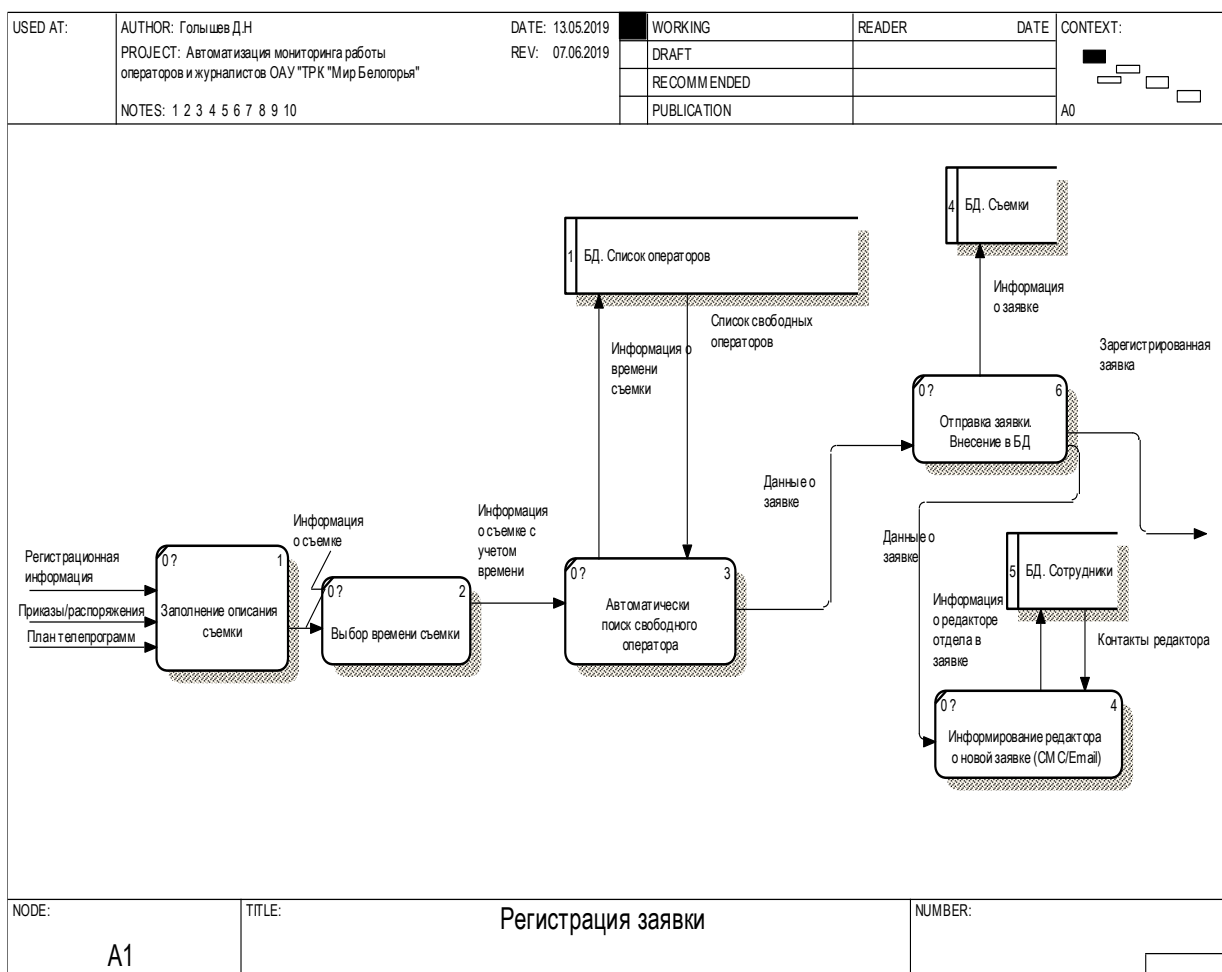 USED AT:
AUTHOR: Голышев Д.Н
DATE: 13.05.2019
REV: 07.06.2019
PROJECT: Автоматизация мониторинга работы
операторов и журналистов ОАУ "ТРК "Мир Белогорья"
NOTES: 1 2 3 4 5 6 7 8 9 10
WORKING
DRAFT
RECOMMENDED
PUBLICATION
READER
DATE
CONTEXT:
A0
4
БД. Съемки
1
БД. Список операторов
Информация
о заявке
Список свободных
операторов
Информация о
времени
съемки
Зарегистрированная
заявка
0 ?
6
Отправка заявки.
Внесение в БД
Данные о
заявке
Информация
о съемке с
учетом
времени
Информация
о съемке
Регистрационная
информация
Приказы/распоряжения
План телепрограмм
0 ?
1
Заполнение описания
съемки
0 ?
2
Выбор времени съемки
0 ?
3
Автоматически
поиск свободного
оператора
Данные о
заявке
5
БД. Сотрудники
Информация
о редакторе
отдела в
заявке
Контакты редактора
0 ?
4
Информирование редактора
о новой заявке (СМС/Email)
NODE:
A1
TITLE:
Регистрация заявки
NUMBER: